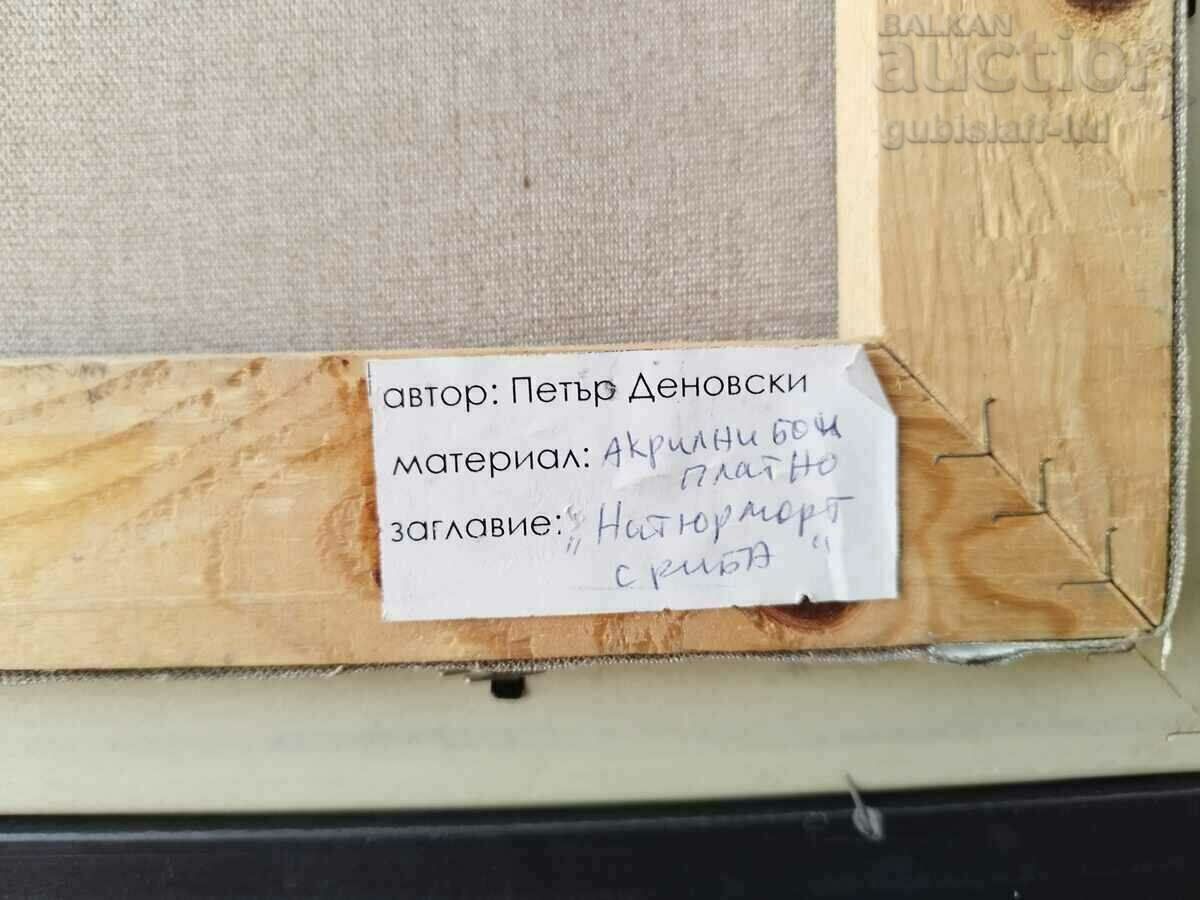 BALKAN
auction
gubislaff-ltd
автор: Петър Деновски
материал: Акрилни бои
платно
заглавие: „Натюрморт
с риба"